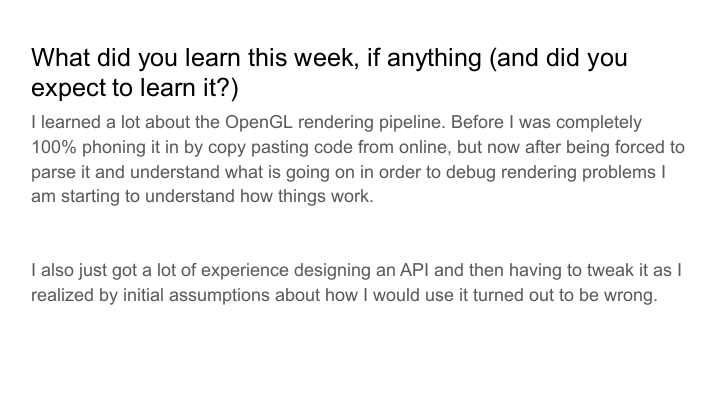 What did you learn this week, if anything (and did you
expect to learn it?)
I learned a lot about the OpenGL rendering pipeline. Before I was completely
100% phoning it in by copy pasting code from online, but now after being forced to
parse it and understand what is going on in order to debug rendering problems I
am starting to understand how things work.
I also just got a lot of experience designing an API and then having to tweak it as I
realized by initial assumptions about how I would use it turned out to be wrong.